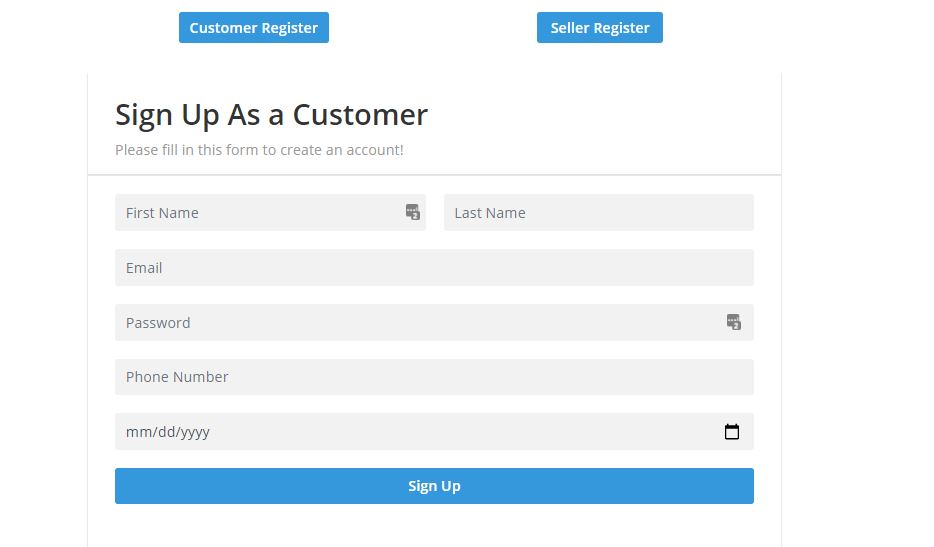 Customer Register Seller Register
Sign Up As a Customer
Please fill in this form to create an account!
First Name Last Name
Email
Password
Phone Number
mm/dd/yyyy
Sign Up